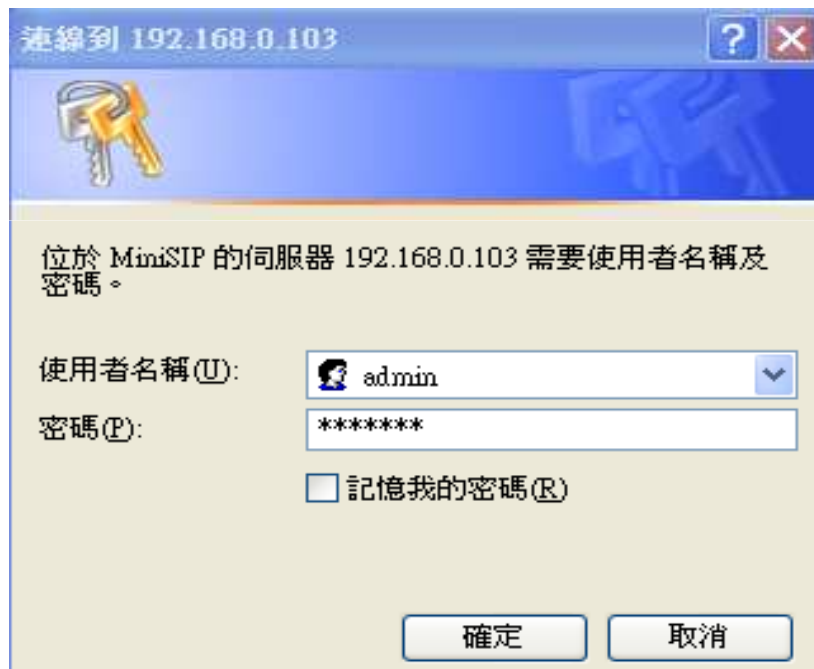 連線到 192.168.0.103
位於 MiniSIP 的伺服器 192.168.0.103 需要使用者名稱及
密碼。
使用者名稱(U):
admin
密碼(P):
*******
記憶我的密碼(R)
確定
取消